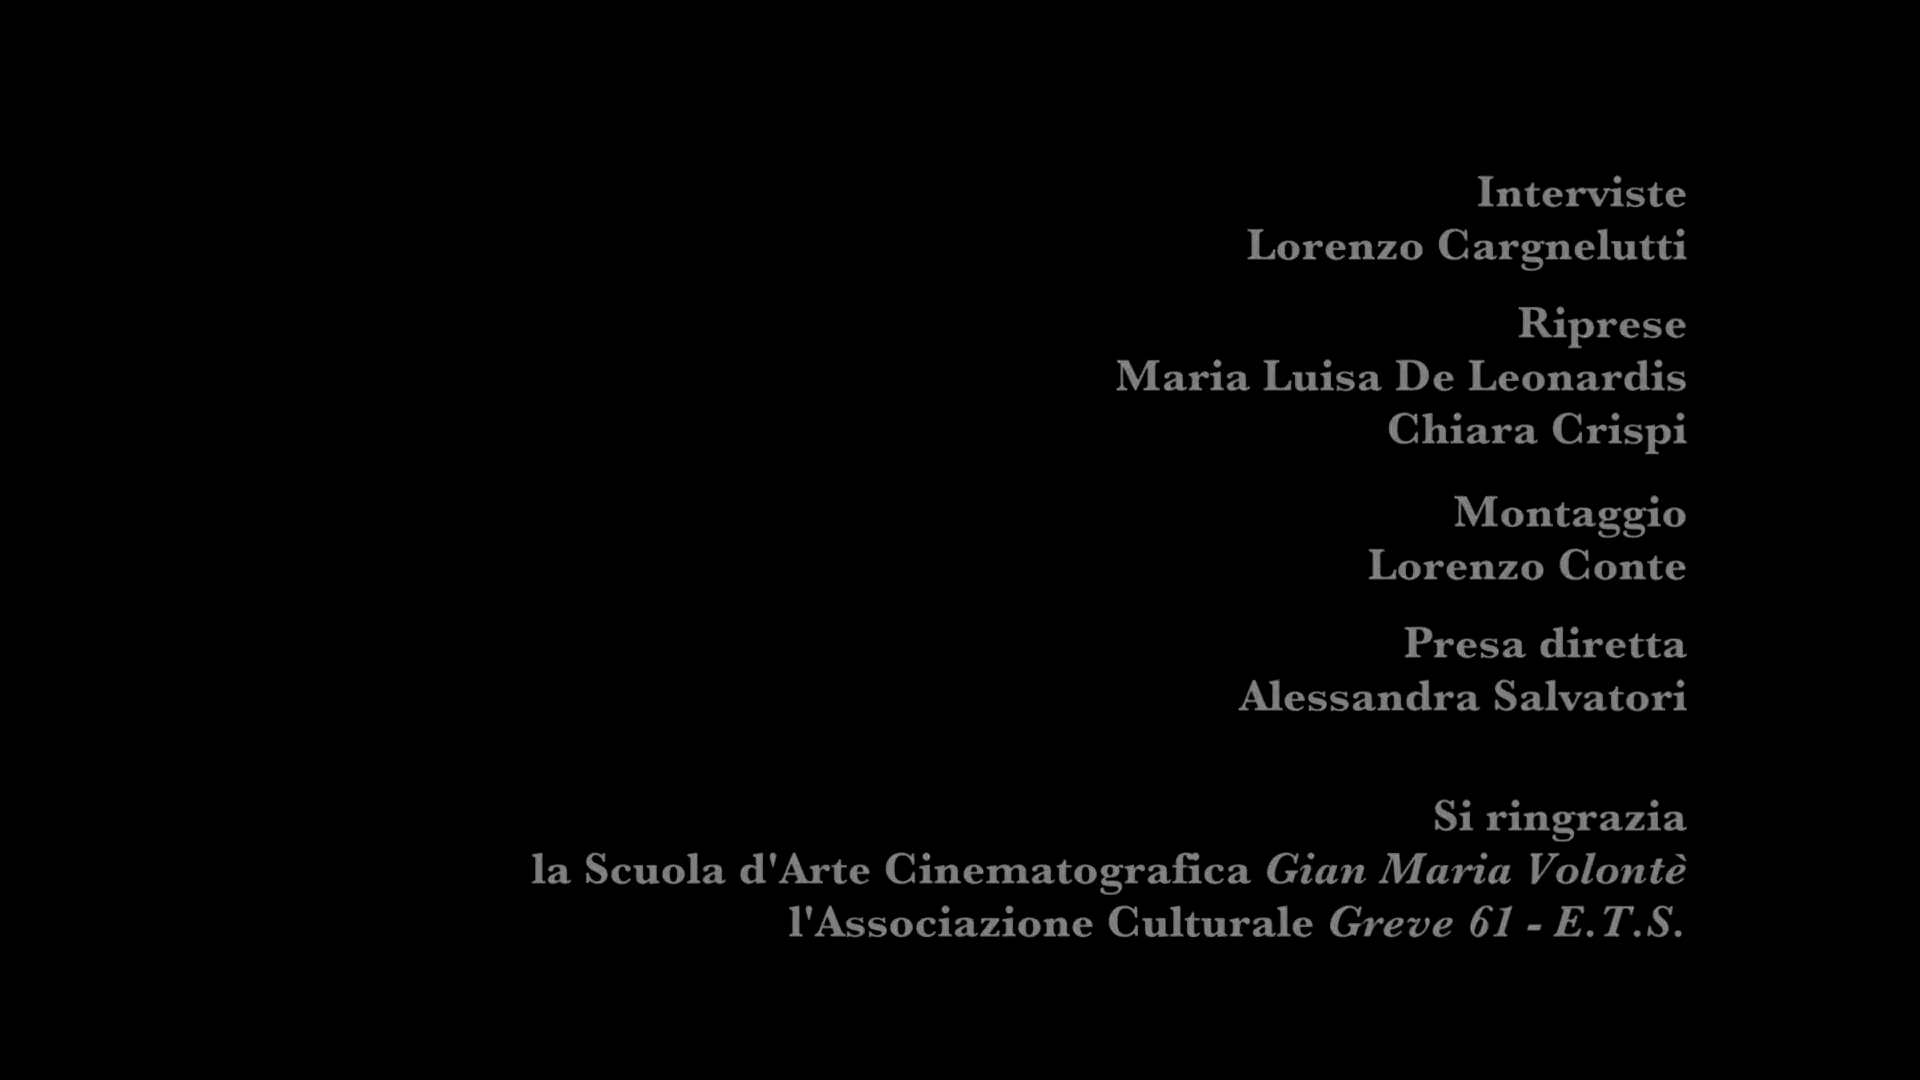 Interviste
Lorenzo Cargnelutti
Riprese
Maria Luisa De Leonardis
Chiara Crispi
Montaggio
Lorenzo Conte
Presa diretta
Alessandra Salvatori
Si ringrazia
la Scuola d'Arte Cinematografica Gian Maria Volontè
l'Associazione Culturale Greve 61 - E.T.S.